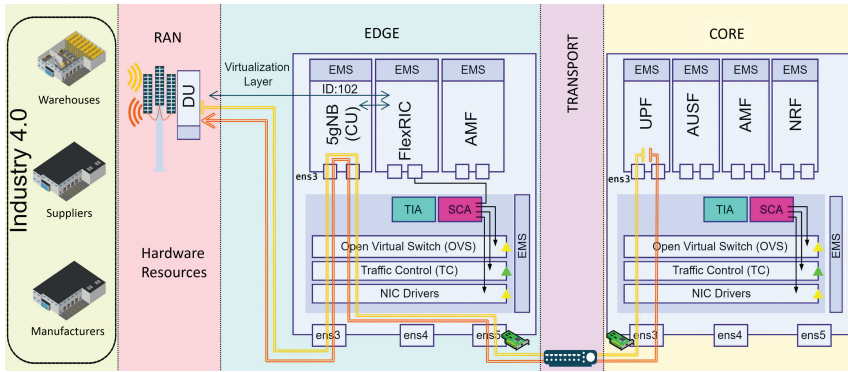 Industry 4.0
Warehouses
Suppliers
Manufacturers
RAN
DU
Hardware
Resources
EDGE
Virtualization
Layer
ID:102
EMS
5gNB
(CU)
EMS
FlexRIC
EMS
AMF
ens3
TIA
SCA
EMS
Open Virtual Switch (OVS)
Traffic Control (TC)
NIC Drivers
ens3
ens4
ens5
TRANSPORT
CORE
EMS
UPF
EMS
AUSF
EMS
AMF
EMS
NRF
ens3
TIA
SCA
EMS
Open Virtual Switch (OVS)
Traffic Control (TC)
NIC Drivers
ens3
ens4
ens5